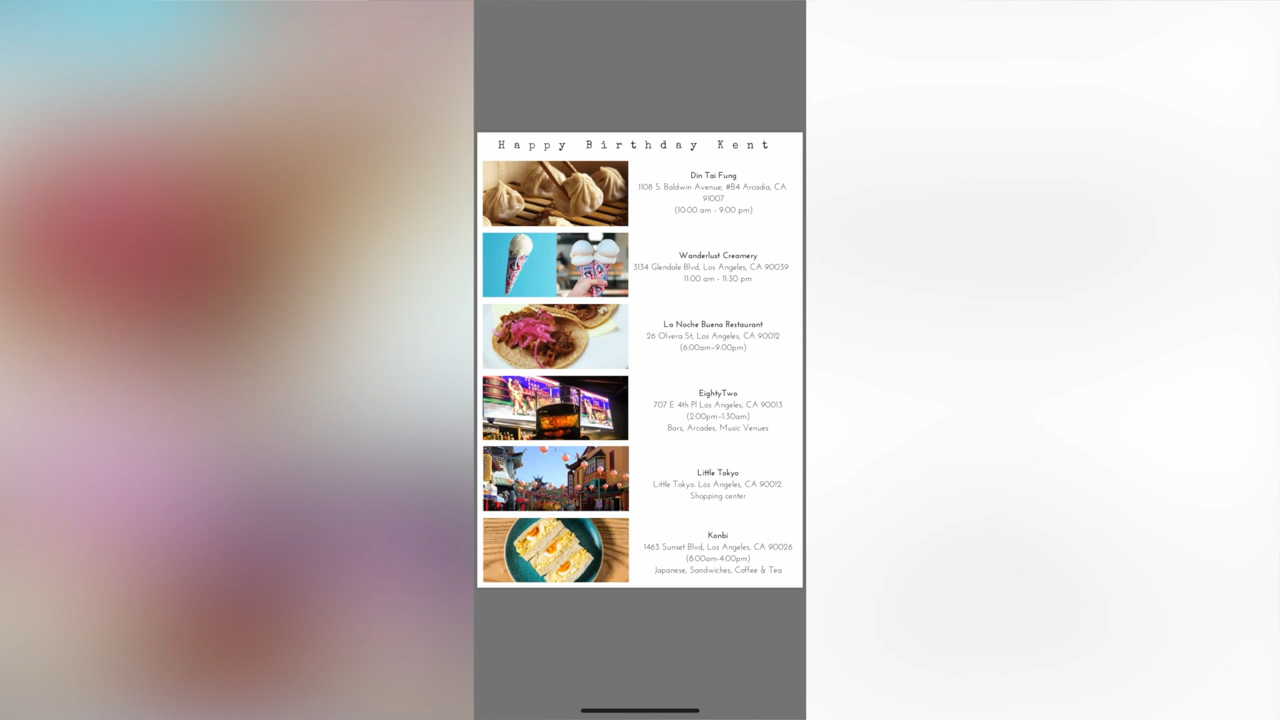 Happy Birthday Kent
Din Tai Fung
1108 S. Baldwin Avenue, #B4 Arcadia, CA
91007
(10:00 am - 9:00 pm)
Wanderlust Creamery
3134 Glendale Blvd, Los Angeles, CA 90039
11:00 am - 11:30 pm
La Noche Buena Restaurant
26 Olvera St, Los Angeles, CA 90012
(6:00am–9:00pm)
EightyTwo
707 E 4th Pl Los Angeles, CA 90013
(2:00pm–1:30am)
Bars, Arcades, Music Venues
Little Tokyo
Little Tokyo. Los Angeles, CA 90012.
Shopping center
Konbi
1463 Sunset Blvd, Los Angeles, CA 90026
(8:00am-4:00pm)
Japanese, Sandwiches, Coffee & Tea